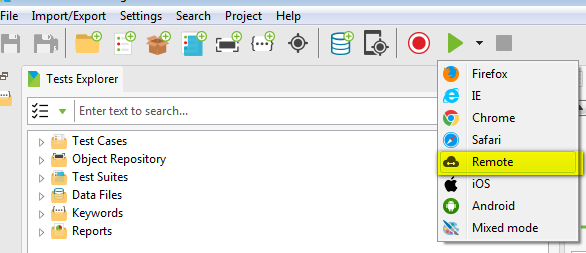 File Import/Export Settings Search Project Help
Tests Explorer
Enter text to search...
Test Cases
Object Repository
Test Suites
Data Files
Keywords
Reports
Firefox
IE
Chrome
Safari
Remote
iOS
Android
Mixed mode